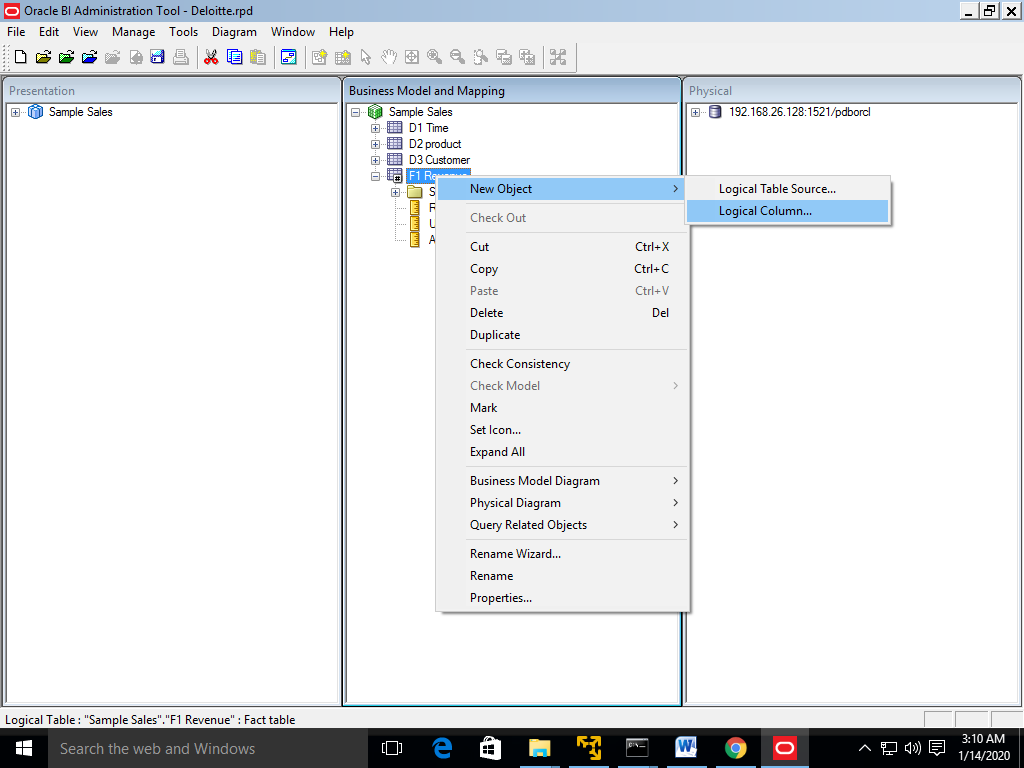 Oracle BI Administration Tool - Deloitte.rpd
File Edit View Manage Tools Diagram Window Help
Presentation
Sample Sales
Business Model and Mapping
Sample Sales
D1 Time
D2 product
D3 Customer
F1 Revenue
S
R
U
A
New Object
Check Out
Cut Ctrl+X
Copy Ctrl+C
Paste Ctrl+V
Delete Del
Duplicate
Check Consistency
Check Model
Mark
Set Icon...
Expand All
Business Model Diagram
Physical Diagram
Query Related Objects
Rename Wizard...
Rename
Properties...
Logical Table Source...
Logical Column...
Physical
192.168.26.128:1521/pdborcl
Logical Table : "Sample Sales"."F1 Revenue" : Fact table
Search the web and Windows
3:10 AM
1/14/2020